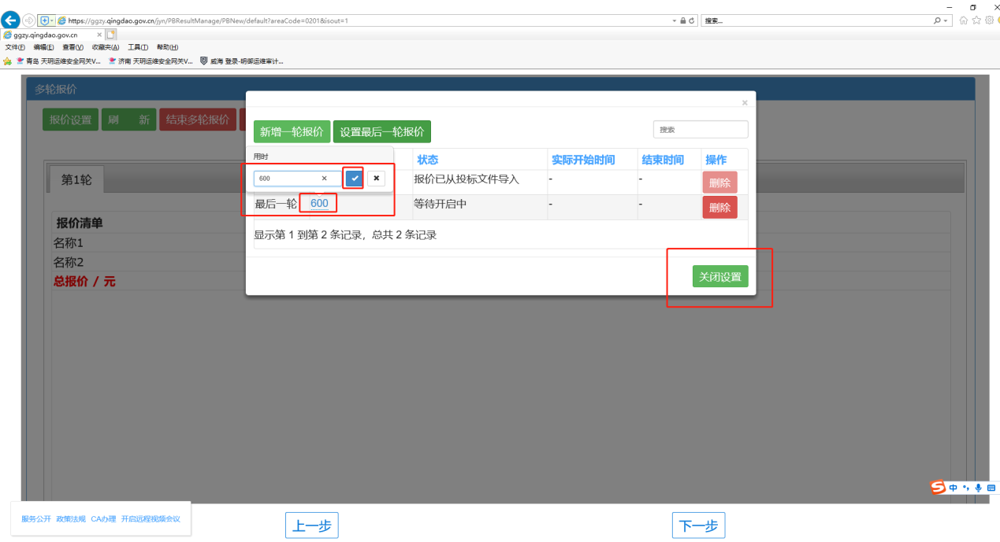 https://ggzy.qingdao.gov.cn/jyn/PBResultManage/PBNew/default?areaCode=0201&isout=1
搜索...
ggzy.qingdao.gov.cn
文件(F) 编辑(E) 查看(V) 收藏夹(A) 工具(T) 帮助(H)
青岛 天玥运维安全网关V... 济南 天玥运维安全网关V... 威海 登录-明御运维审计...
多轮报价
报价设置 刷 新 结束多轮报价
新增一轮报价 设置最后一轮报价 搜索
用时
状态 实际开始时间 结束时间 操作
第1轮
600
报价已从投标文件导入 - - 删除
最后一轮 600 等待开启中 - - 删除
报价清单
显示第 1 到第 2 条记录，总共 2 条记录
名称1
名称2
总报价 / 元
关闭设置
中
服务公开 政策法规 CA办理 开启远程视频会议
上一步 下一步